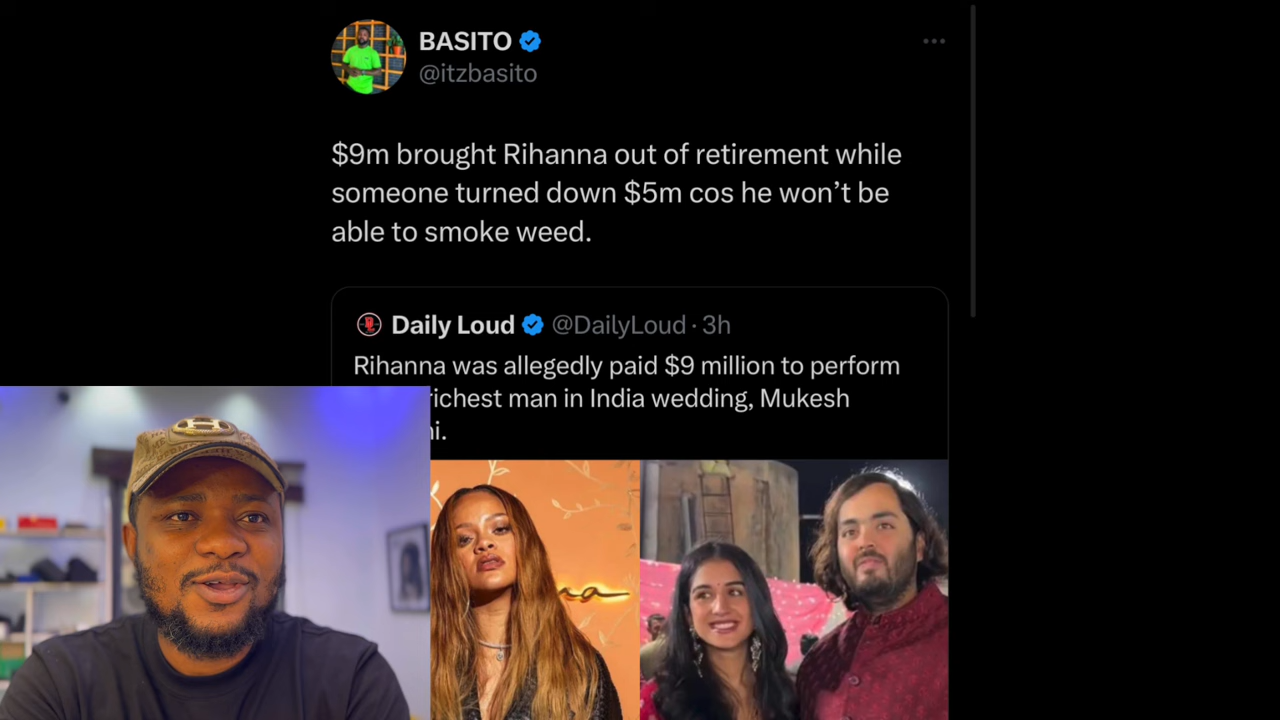 BASITO
@itzbasito
$9m brought Rihanna out of retirement while
someone turned down $5m cos he won’t be
able to smoke weed.
Daily Loud @DailyLoud · 3h
Rihanna was allegedly paid $9 million to perform
richest man in India wedding, Mukesh